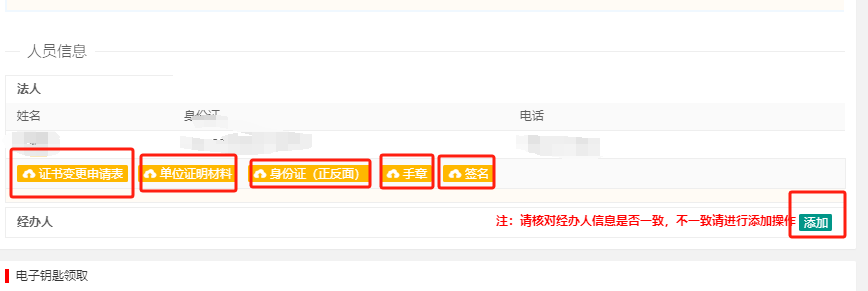 人员信息
法人
姓名 身份证 电话
证书变更申请表 单位证明材料 身份证（正反面） 手章 签名
经办人 注：请核对经办人信息是否一致，不一致请进行添加操作 添加
电子钥匙领取